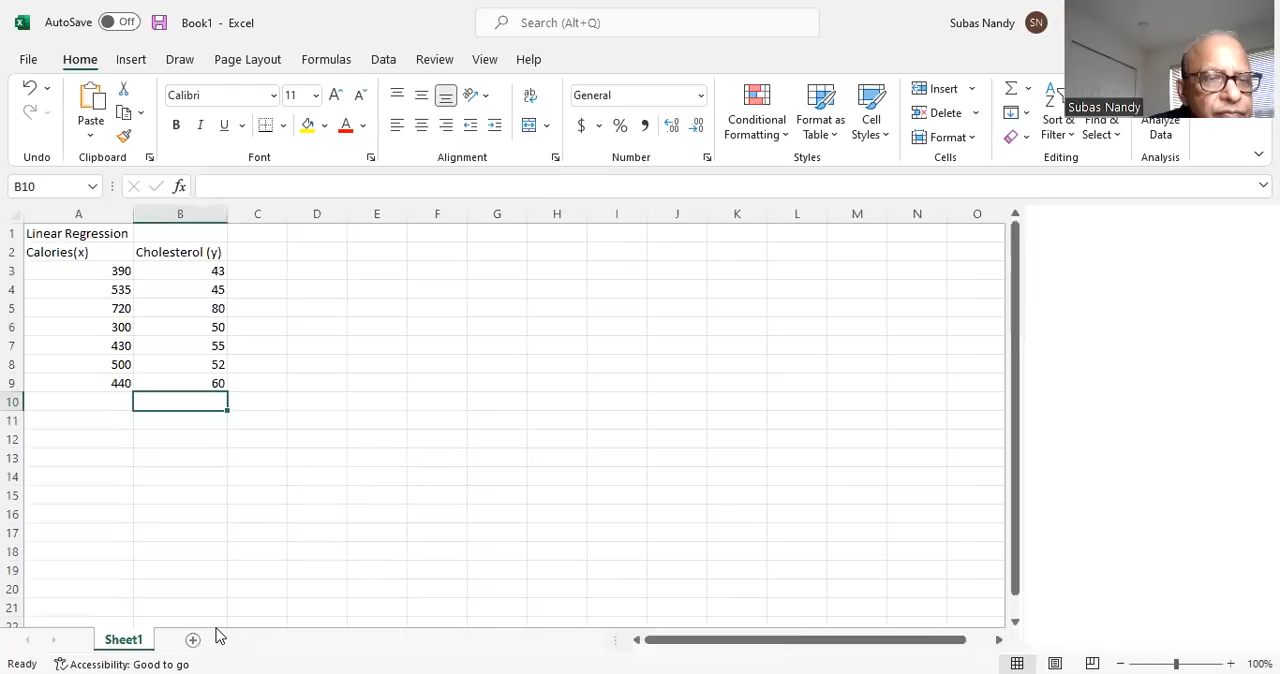 AutoSave Off Book1 - Excel Search (Alt+Q) Subas Nandy SN
File Home Insert Draw Page Layout Formulas Data Review View Help
Subas Nandy
Paste Calibri 11 General
B I U $ % Conditional Formatting Format as Table Cell Styles Insert Delete Format Sort & Filter Find & Select Analyze Data
Undo Clipboard Font Alignment Number Styles Cells Editing Analysis
B10 fx
A B C D E F G H I J K L M N O
1 Linear Regression
2 Calories(x) Cholesterol (y)
3 390 43
4 535 45
5 720 80
6 300 50
7 430 55
8 500 52
9 440 60
10
11
12
13
14
15
16
17
18
19
20
21
22
Sheet1
Ready Accessibility: Good to go 100%